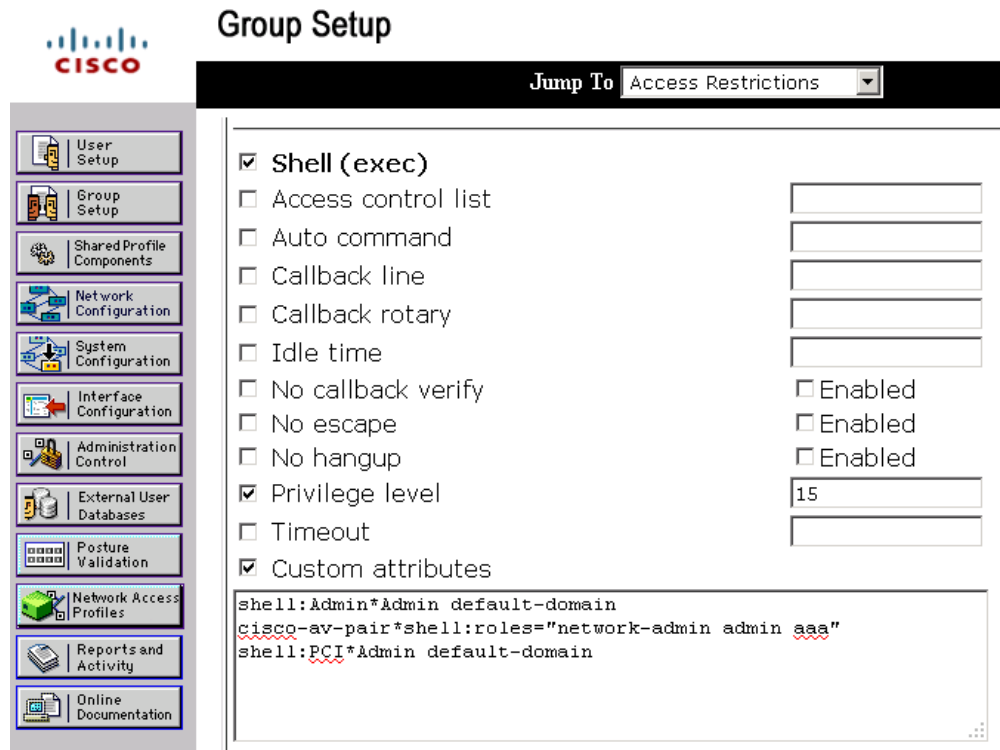 CISCO
Group Setup
Jump To Access Restrictions
User
Setup
Group
Setup
Shared Profile
Components
Network
Configuration
System
Configuration
Interface
Configuration
Administration
Control
External User
Databases
Posture
Validation
Network Access
Profiles
Reports and
Activity
Online
Documentation
Shell (exec)
Access control list
Auto command
Callback line
Callback rotary
Idle time
No callback verify Enabled
No escape Enabled
No hangup Enabled
Privilege level 15
Timeout
Custom attributes
shell:Admin*Admin default-domain
cisco-av-pair*shell:roles="network-admin admin aaa"
shell:PCI*Admin default-domain